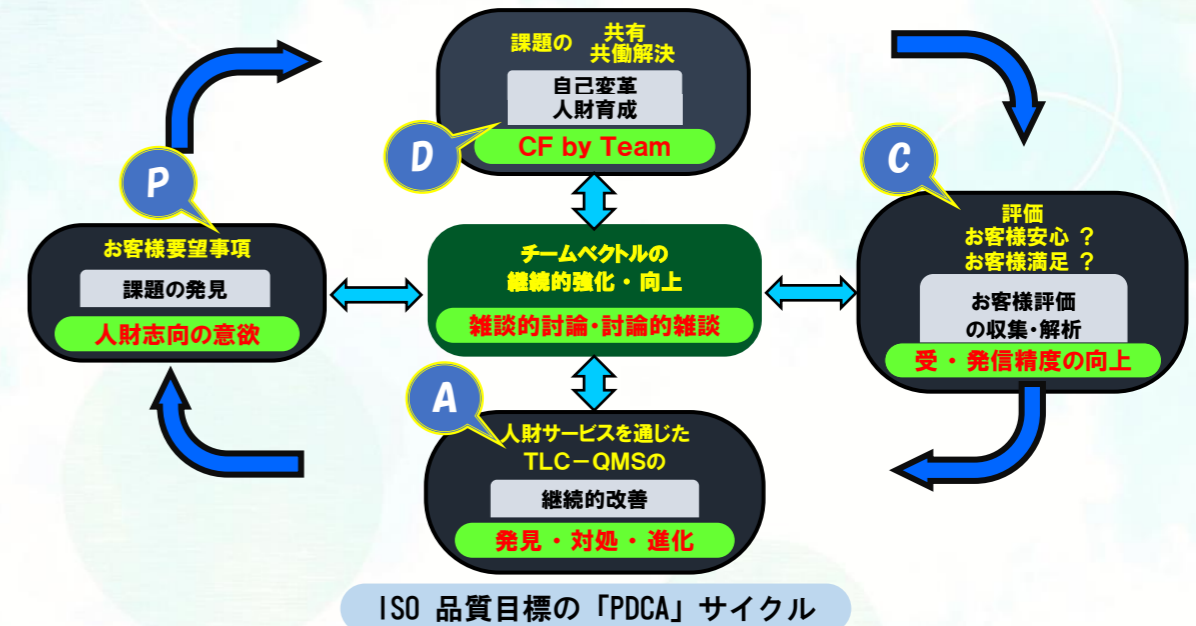 P
お客様要望事項
課題の発見
人財志向の意欲
D
課題の
共有
共働解決
自己変革
人財育成
CF by Team
C
評価
お客様安心 ?
お客様満足 ?
お客様評価
の収集・解析
受・発信精度の向上
A
人財サービスを通じた
TLC－QMSの
継続的改善
発見・対処・進化
チームベクトルの
継続的強化・向上
雑談的討論・討論的雑談
ISO 品質目標の「PDCA」サイクル